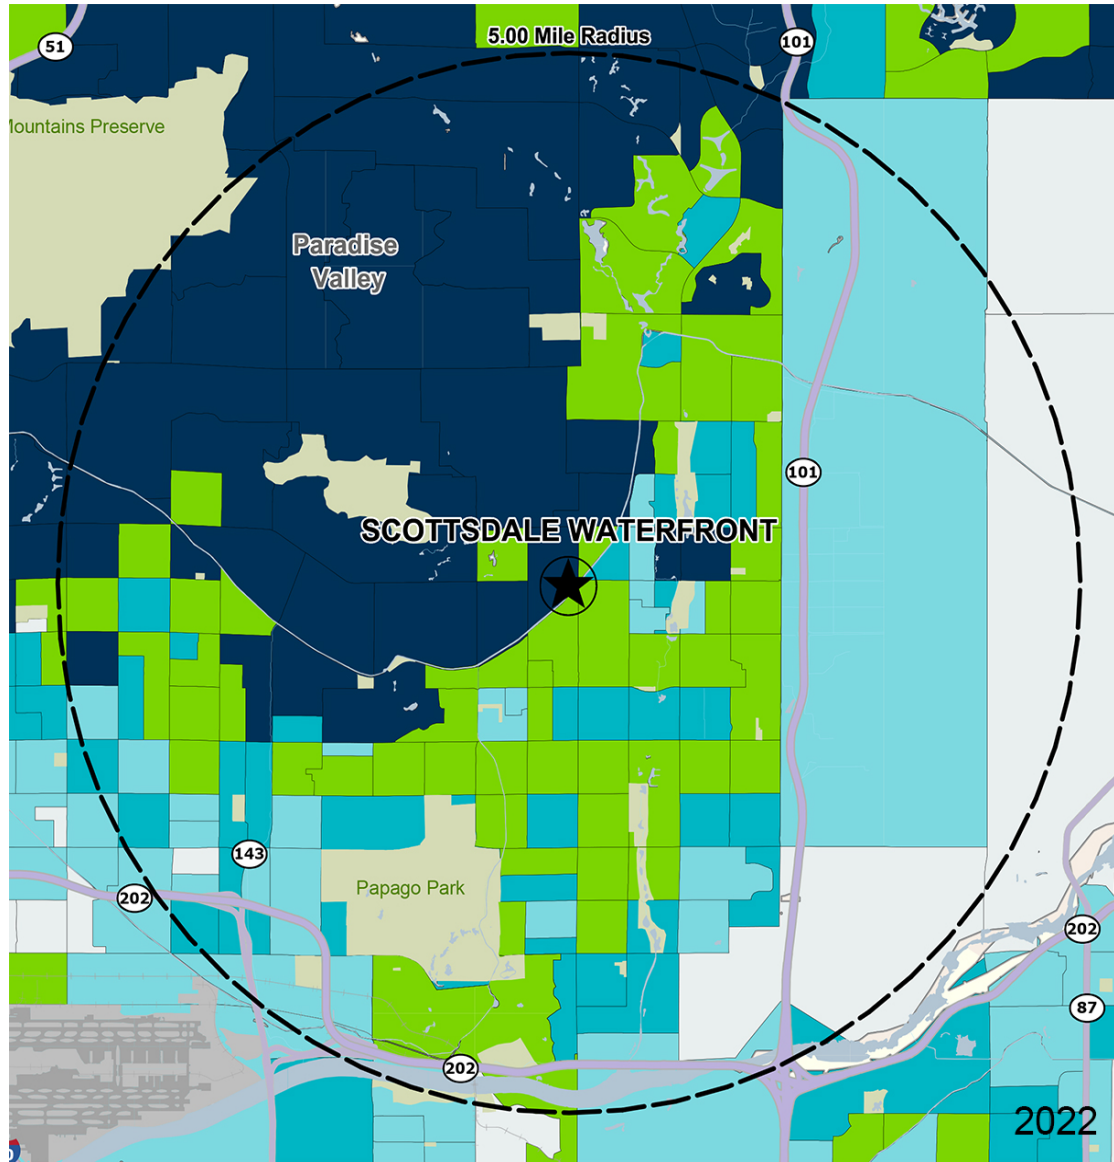 5.00 Mile Radius
51
101
Mountains Preserve
Paradise
Valley
101
SCOTTSDALE WATERFRONT
143
Papago Park
202
202
87
202
2022